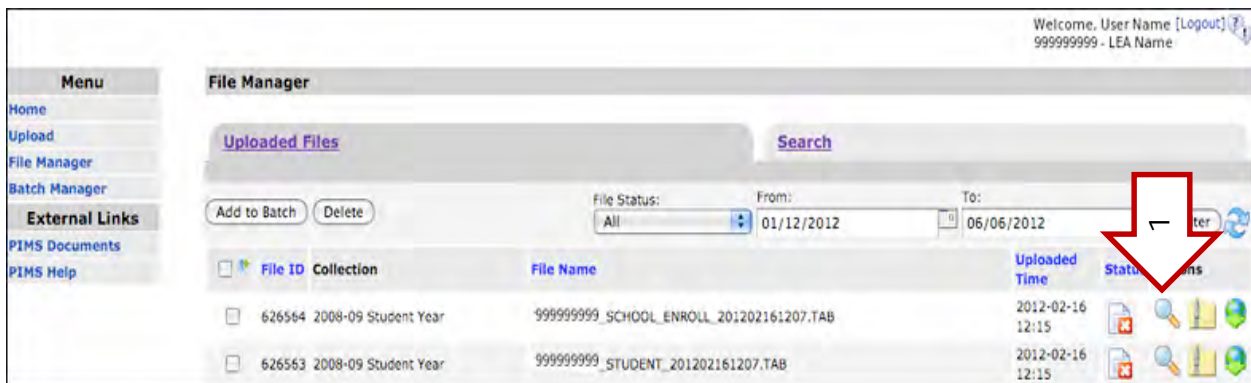 Welcome, User Name [Logout]
999999999 - LEA Name
Menu
Home
Upload
File Manager
Batch Manager
External Links
PIMS Documents
PIMS Help
File Manager
Uploaded Files
Search
Add to Batch
Delete
File Status:
All
From:
01/12/2012
To:
06/06/2012
1
File ID
Collection
File Name
Uploaded
Time
626564
2008-09 Student Year
999999999_SCHOOL_ENROLL_201202161207.TAB
2012-02-16
12:15
626563
2008-09 Student Year
999999999_STUDENT_201202161207.TAB
2012-02-16
12:15